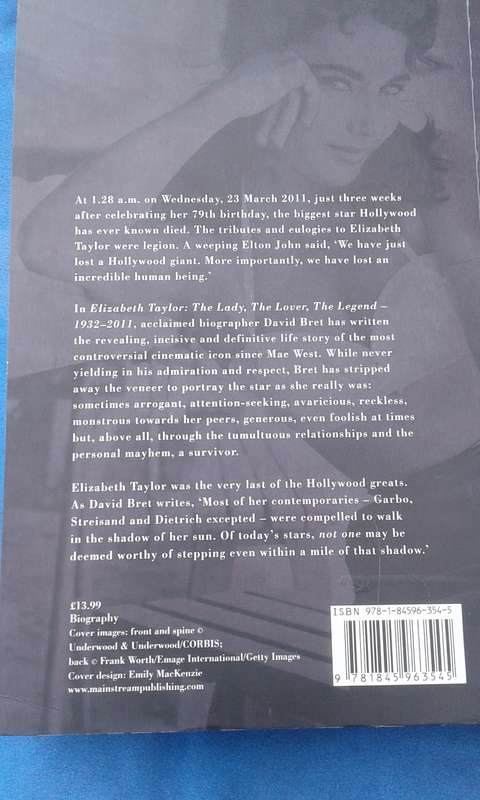 At 1.28 a.m. on Wednesday, 23 March 2011, just three weeks
after celebrating her 79th birthday, the biggest star Hollywood
has ever known died. The tributes and eulogies to Elizabeth
Taylor were legion. A weeping Elton John said, ‘We have just
lost a Hollywood giant. More importantly, we have lost an
incredible human being.’
In Elizabeth Taylor: The Lady, The Lover, The Legend –
1932–2011, acclaimed biographer David Bret has written
the revealing, incisive and definitive life story of the most
controversial cinematic icon since Mae West. While never
yielding in his admiration and respect, Bret has stripped
away the veneer to portray the star as she really was:
sometimes arrogant, attention-seeking, avaricious, reckless,
monstrous towards her peers, generous, even foolish at times
but, above all, through the tumultuous relationships and the
personal mayhem, a survivor.
Elizabeth Taylor was the very last of the Hollywood greats.
As David Bret writes, ‘Most of her contemporaries – Garbo,
Streisand and Dietrich excepted – were compelled to walk
in the shadow of her sun. Of today’s stars, not one may be
deemed worthy of stepping even within a mile of that shadow.’
£13.99
Biography
Cover images: front and spine ©
Underwood & Underwood/CORBIS;
back © Frank Worth/Emage International/Getty Images
Cover design: Emily MacKenzie
www.mainstreampublishing.com
ISBN 978-1-84596-354-5
9 781845 963545